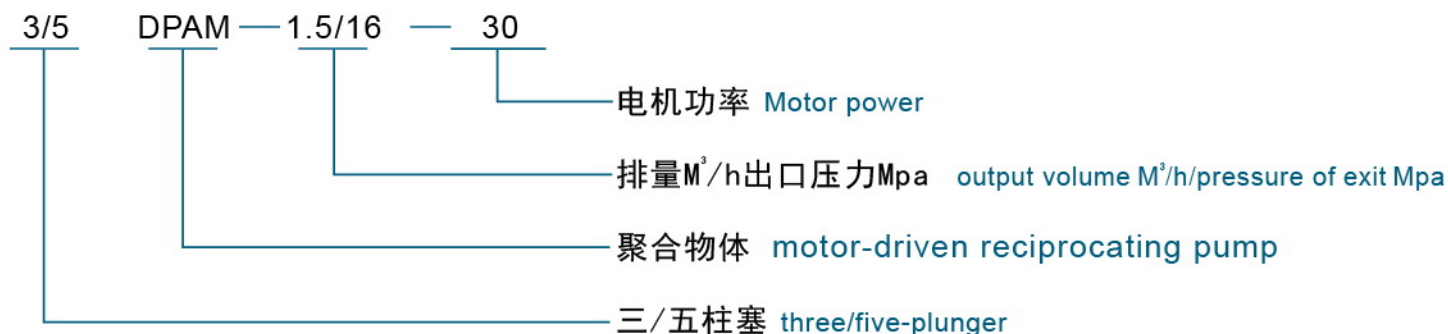 3/5 DPAM — 1.5/16 — 30
电机功率 Motor power
排量M³/h出口压力Mpa output volume M³/h/pressure of exit Mpa
聚合物体 motor-driven reciprocating pump
三/五柱塞 three/five-plunger